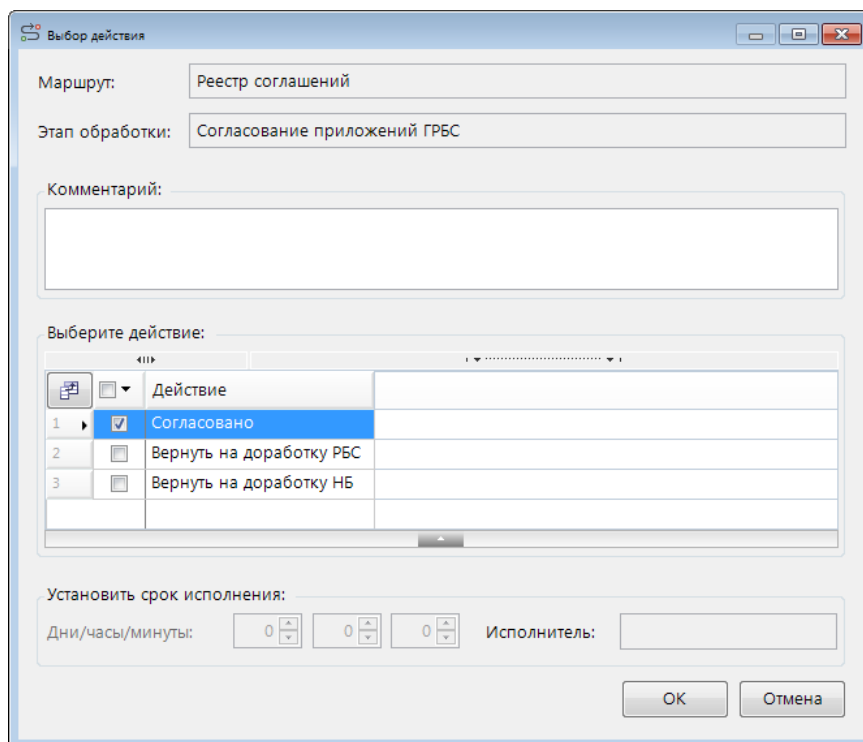 Выбор действия
Маршрут: Реестр соглашений
Этап обработки: Согласование приложений ГРБС
Комментарий:
Выберите действие:
Действие
1 Согласовано
2 Вернуть на доработку РБС
3 Вернуть на доработку НБ
Установить срок исполнения:
Дни/часы/минуты: 0 0 0 Исполнитель:
ОК Отмена